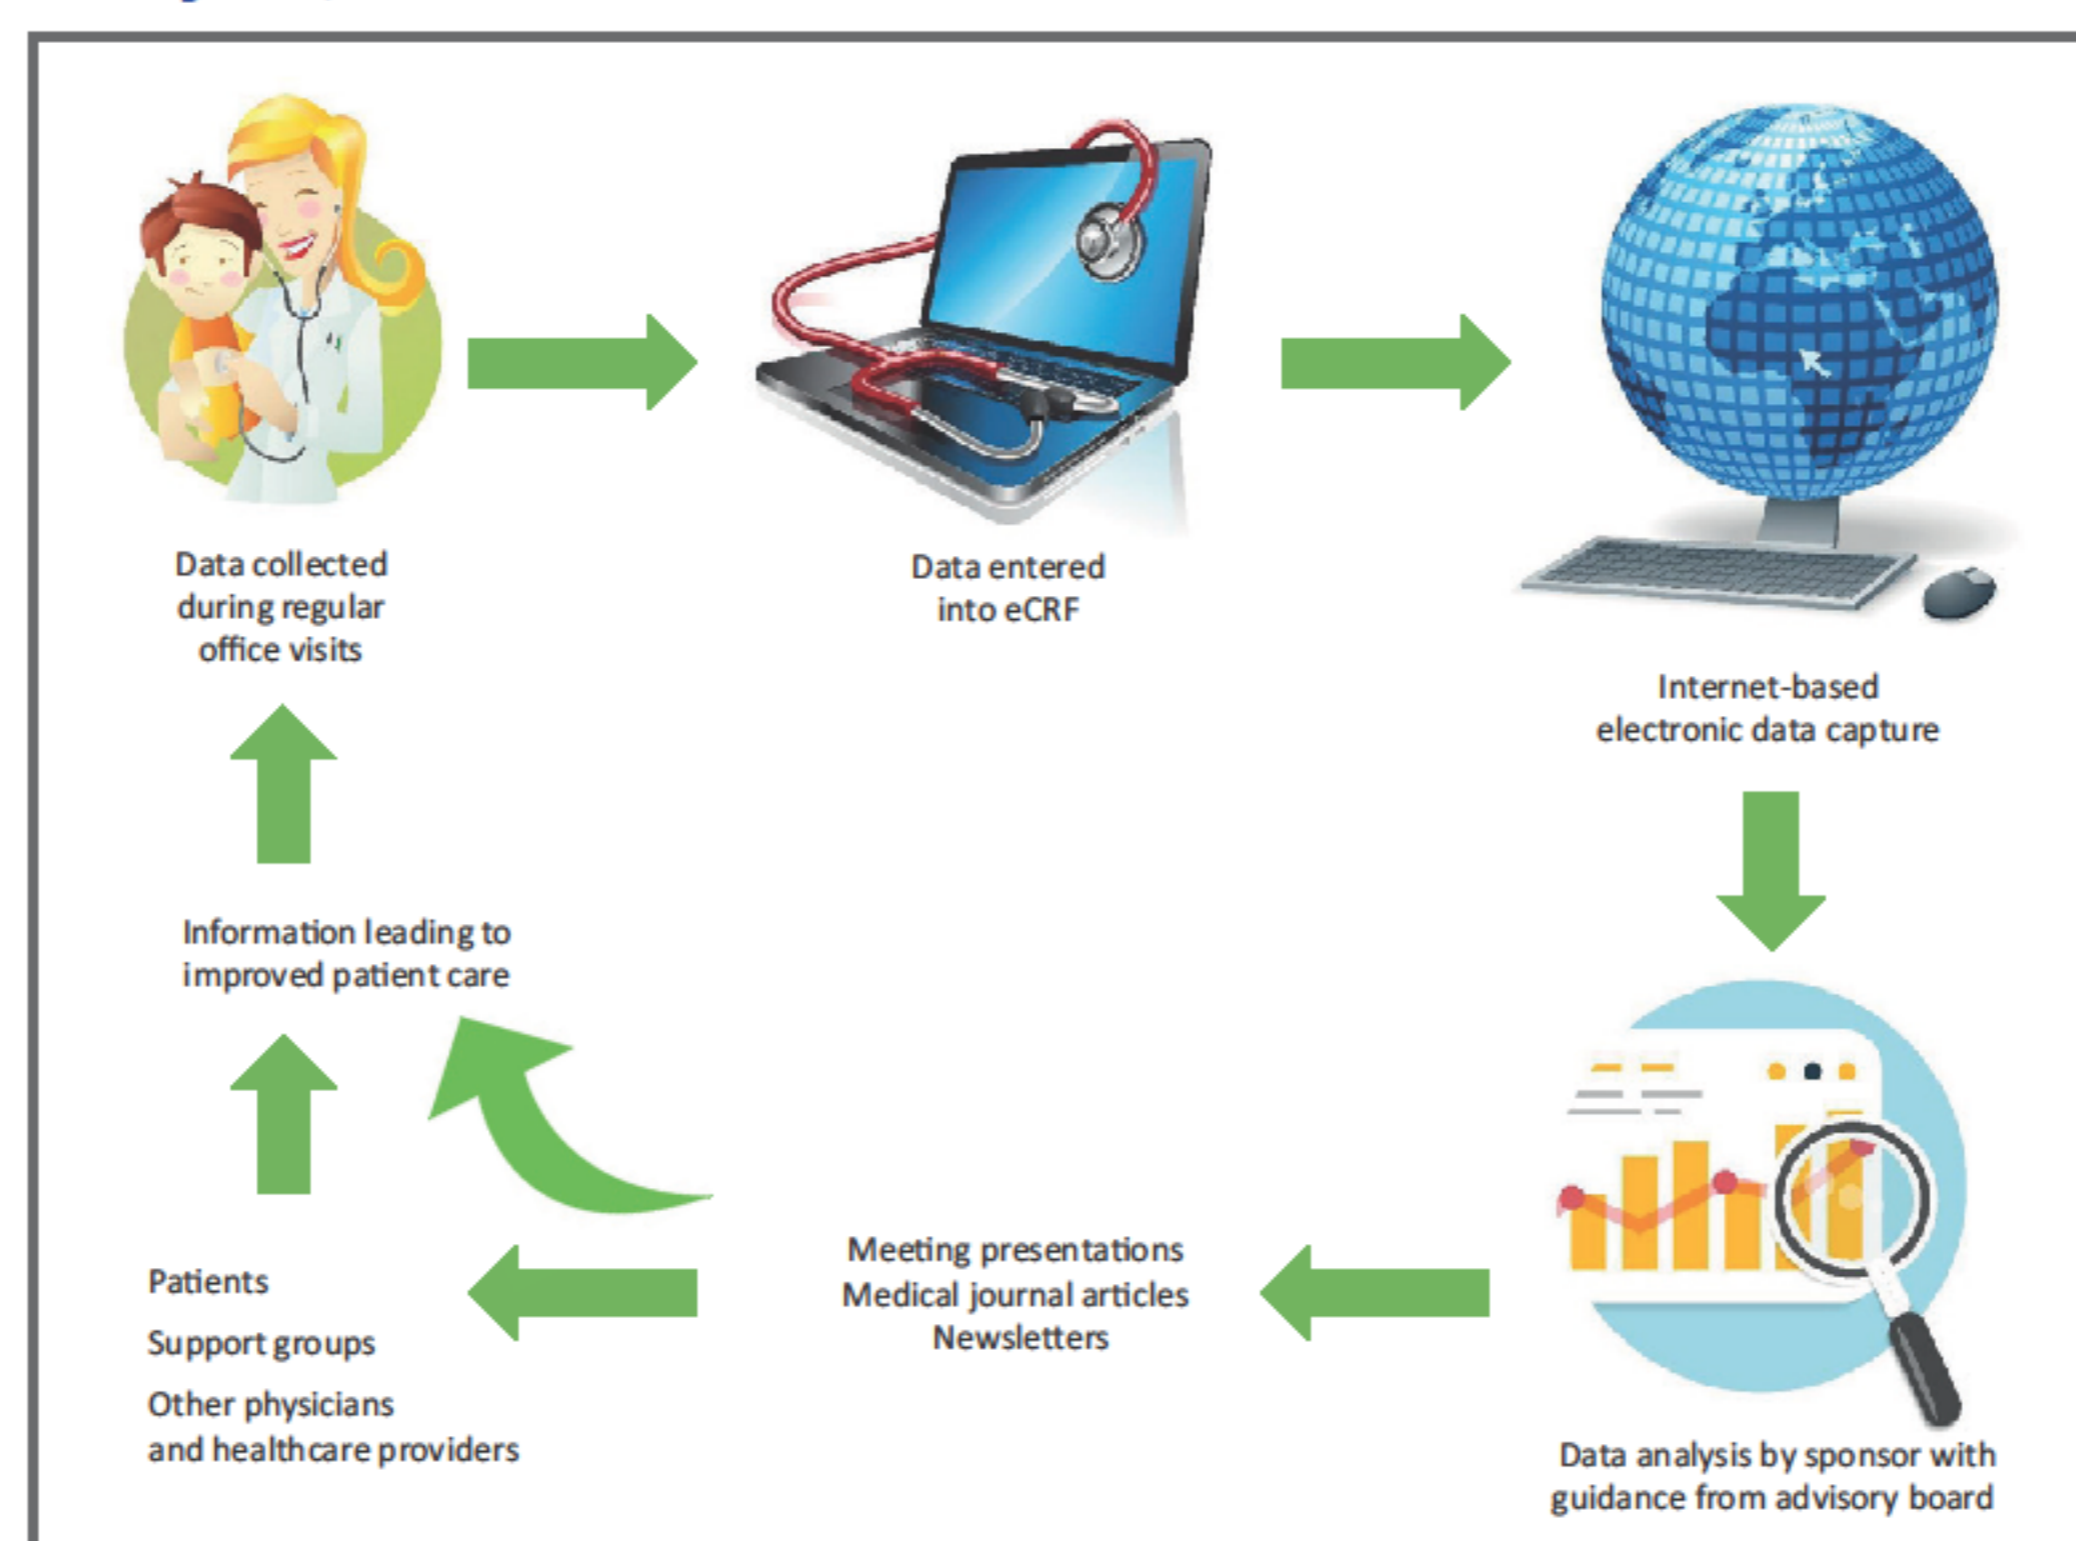 Data collected
during regular
office visits
Data entered
into eCRF
Internet-based
electronic data capture
Information leading to
improved patient care
Meeting presentations
Medical journal articles
Newsletters
Patients
Support groups
Other physicians
and healthcare providers
Data analysis by sponsor with
guidance from advisory board